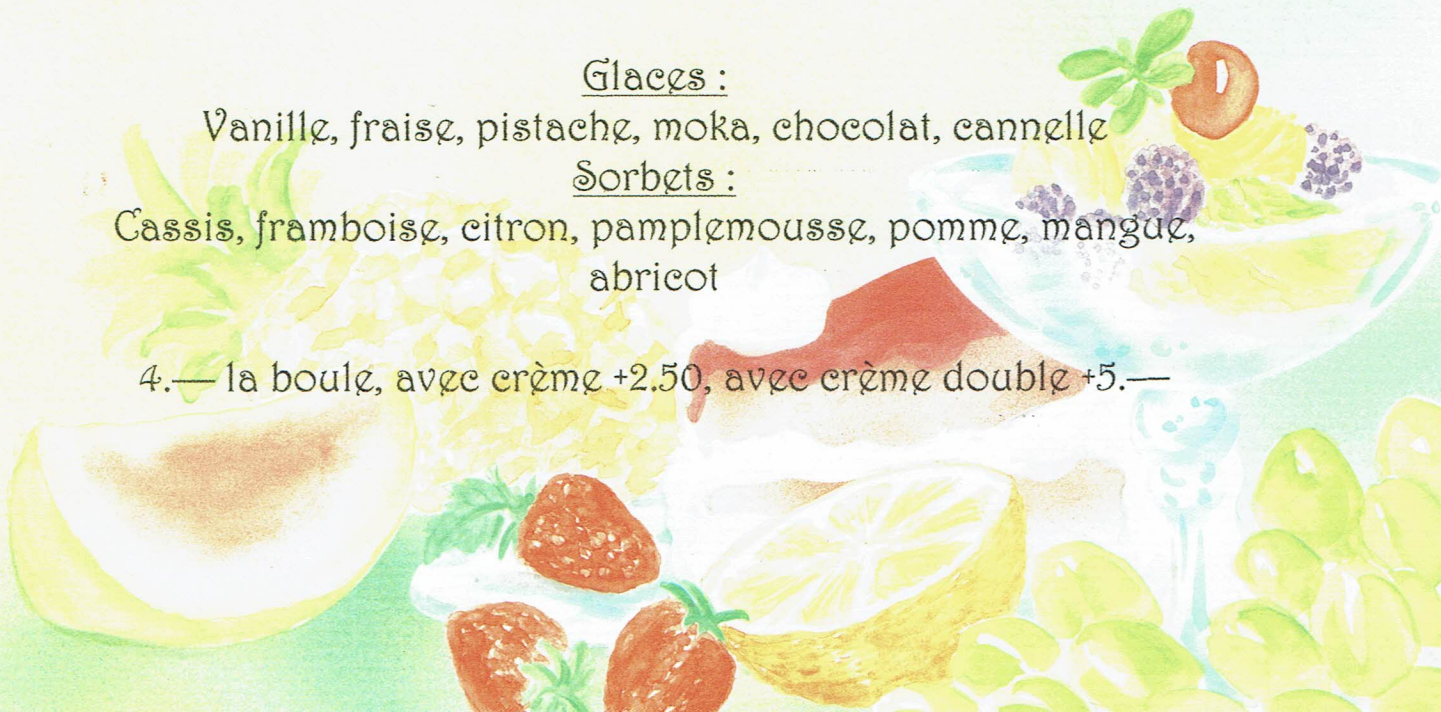 Glaces :
Vanille, fraise, pistache, moka, chocolat, cannelle
Sorbets :
Cassis, framboise, citron, pamplemousse, pomme, mangue,
abricot
4.— la boule, avec crème +2.50, avec crème double +5.—